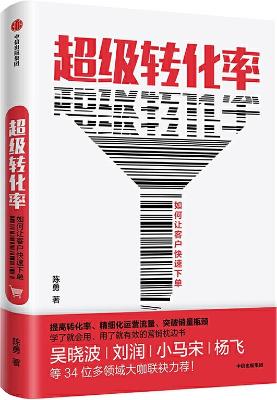 中信出版集团
超级转化率
如何让客户快速下单
陈勇 著
提高转化率、精细化运营流量、突破销量瓶颈
学了就会用,用了就有效的营销枕边书
吴晓波 | 刘润 | 小马宋 | 杨飞
等34位多领域大咖联袂力荐!
中信出版集团
超级转化率
如何让客户快速下单
陈勇 著